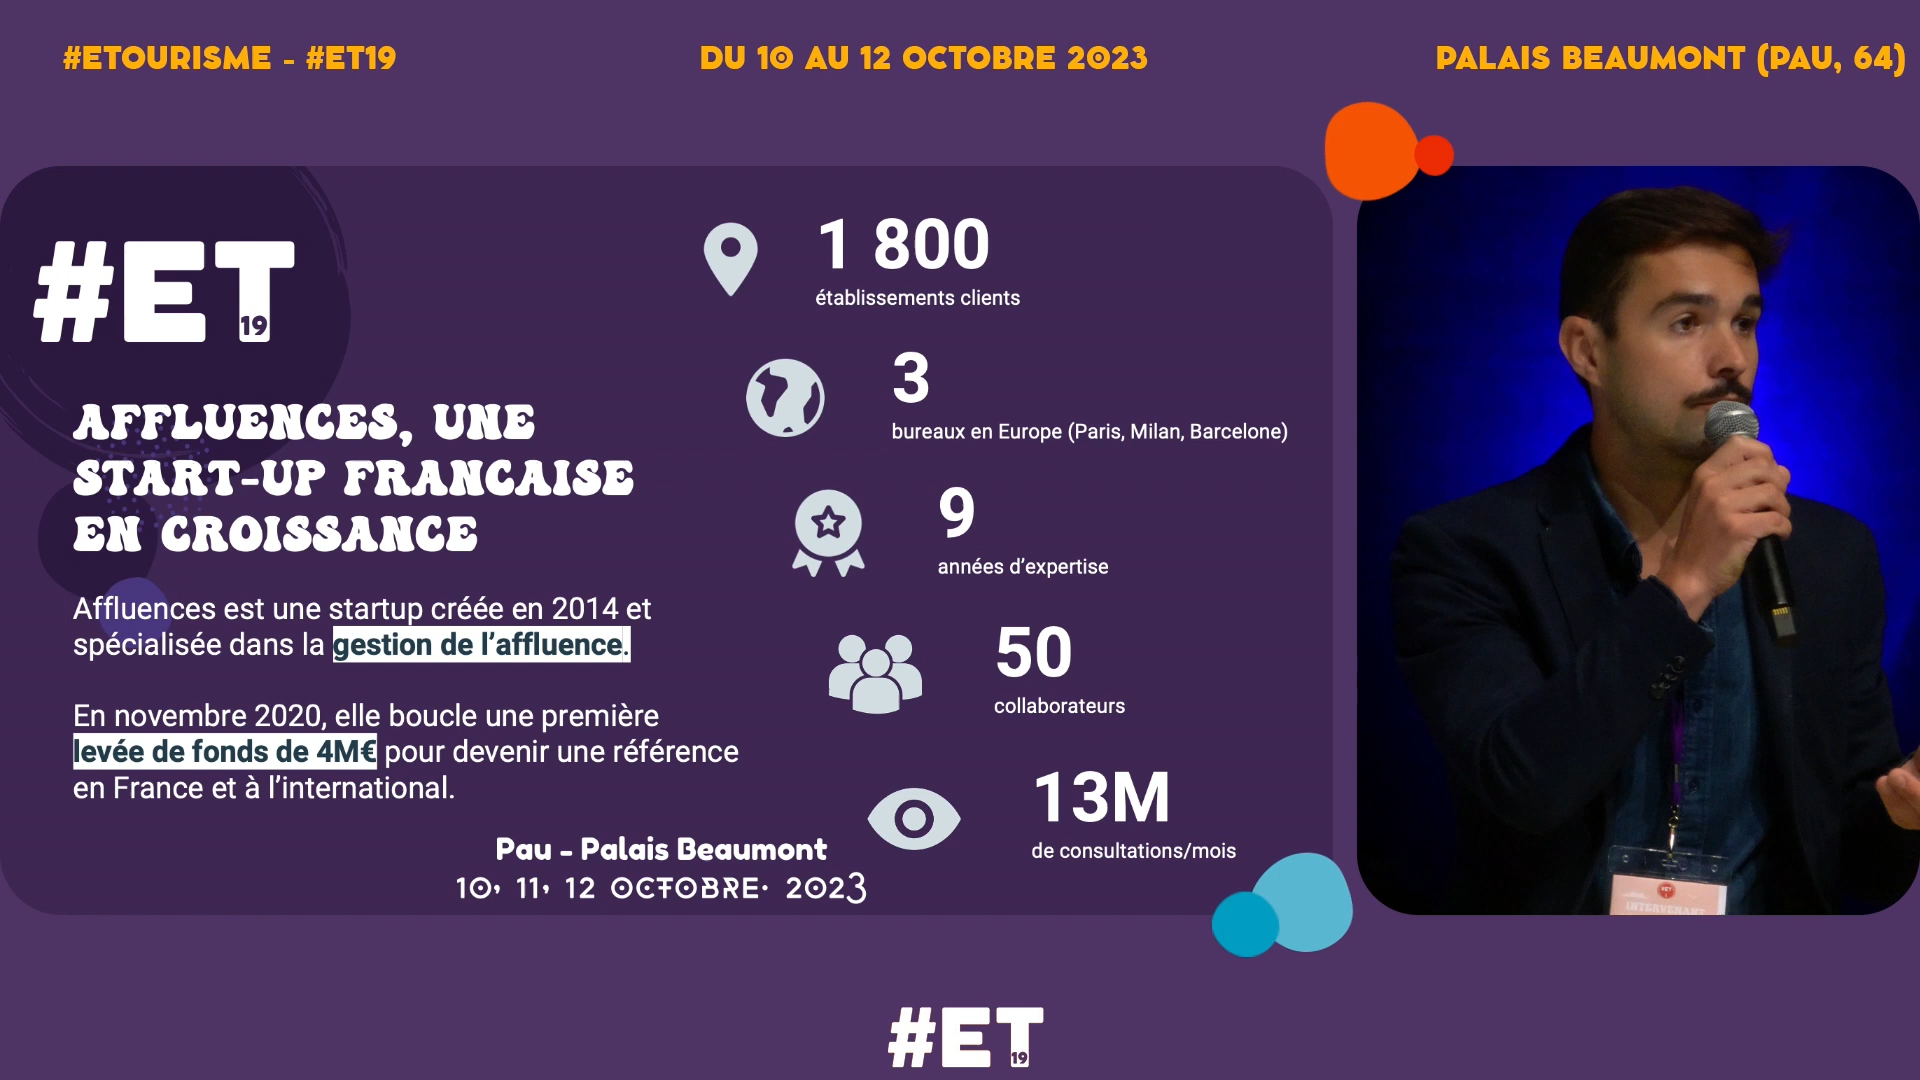 #ETOURISME - #ET19
DU 10 AU 12 OCTOBRE 2023
PALAIS BEAUMONT (PAU, 64)
#ET
19
AFFLUENCES, UNE
START-UP FRANCAISE
EN CROISSANCE
Affluences est une startup créée en 2014 et
spécialisée dans la gestion de l’affluence.
En novembre 2020, elle boucle une première
levée de fonds de 4M€ pour devenir une référence
en France et à l’international.
1 800
établissements clients
3
bureaux en Europe (Paris, Milan, Barcelone)
9
années d’expertise
50
collaborateurs
13M
de consultations/mois
Pau - Palais Beaumont
10, 11, 12 OCTOBRE. 2023
#ET
INTERVENANT
#ET
19